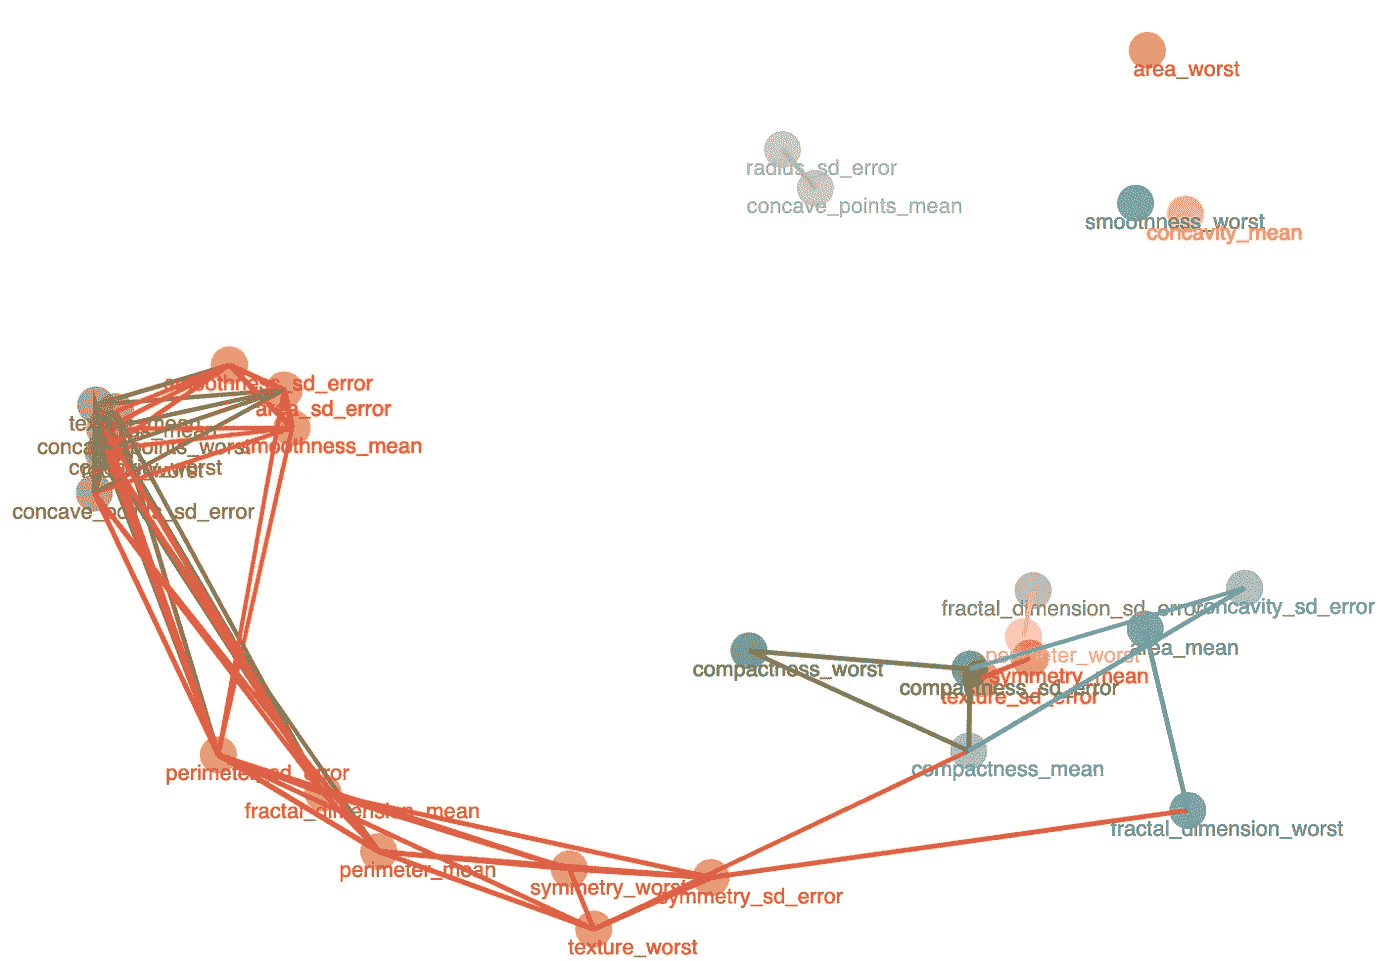 area_worst
radius_sd_error
concave_points_mean
smoothness_worst
concavity_mean
smoothness_sd_error
area_sd_error
texture_mean
smoothness_mean
concave_points_worst
concavity_worst
concave_points_sd_error
fractal_dimension_sd_error
concavity_sd_error
area_mean
perimeter_worst
compactness_worst
symmetry_mean
compactness_sd_error
texture_sd_error
compactness_mean
perimeter_sd_error
fractal_dimension_mean
fractal_dimension_worst
perimeter_mean
symmetry_worst
symmetry_sd_error
texture_worst